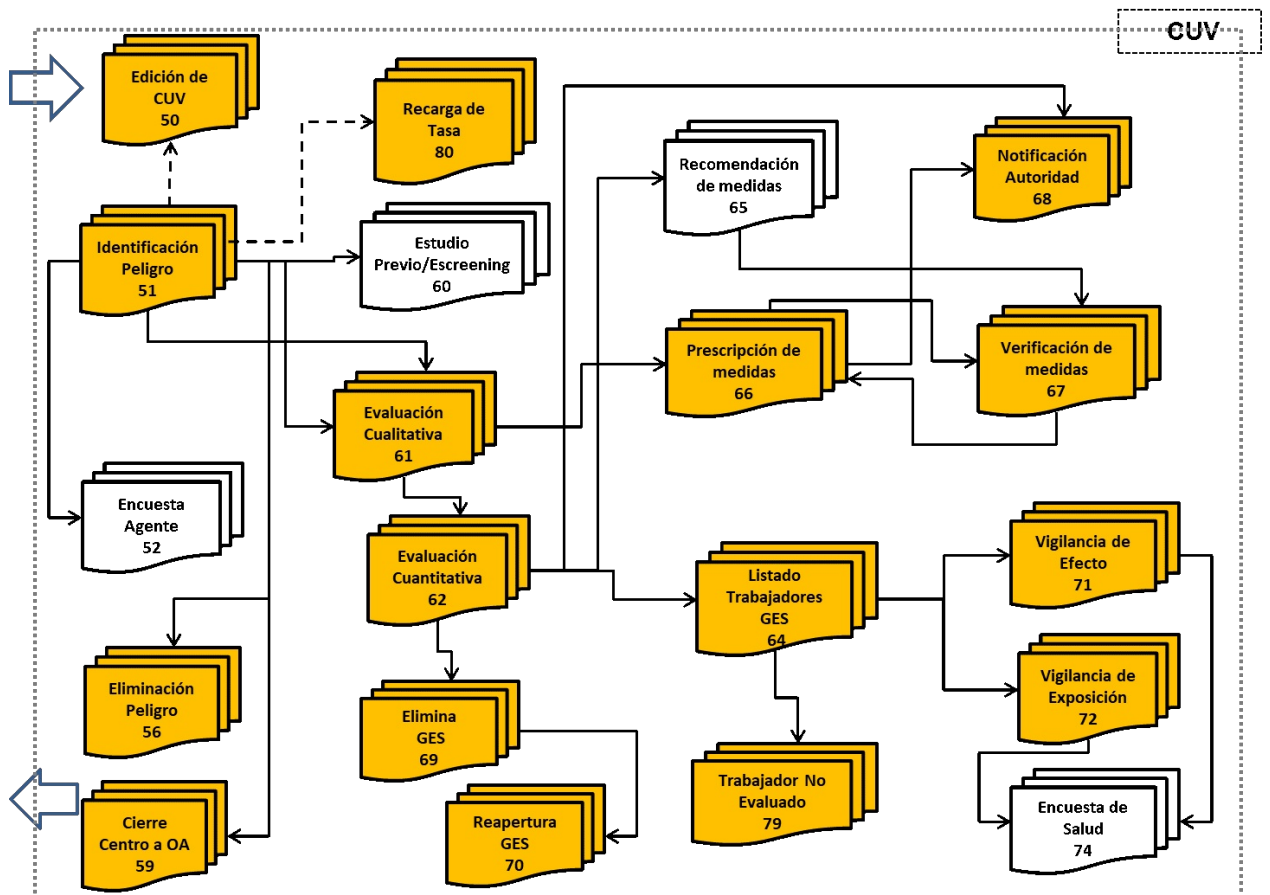 CUV
Edición de
CUV
50
Recarga de
Tasa
80
Recomendación
de medidas
65
Notificación
Autoridad
68
Identificación
Peligro
51
Estudio
Previo/Escreening
60
Prescripción de
medidas
66
Verificación de
medidas
67
Evaluación
Cualitativa
61
Encuesta
Agente
52
Evaluación
Cuantitativa
62
Listado
Trabajadores
GES
64
Vigilancia de
Efecto
71
Eliminación
Peligro
56
Elimina
GES
69
Vigilancia de
Exposición
72
Cierre
Centro a OA
59
Reapertura
GES
70
Trabajador No
Evaluado
79
Encuesta de
Salud
74